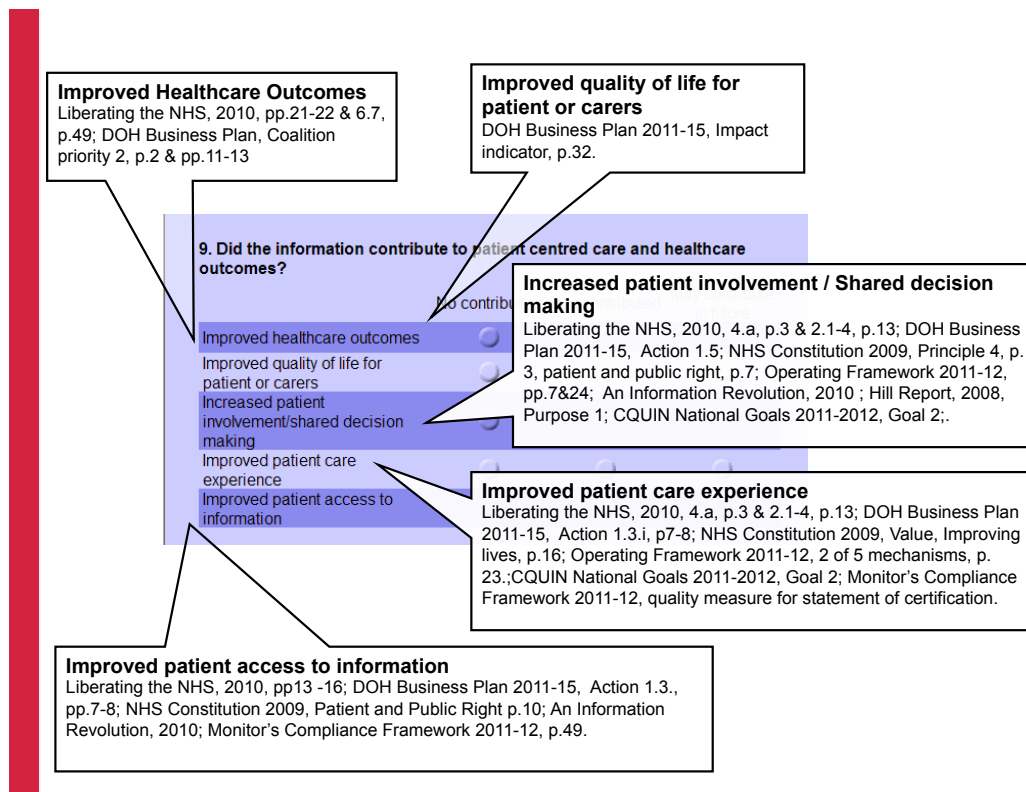 Improved Healthcare Outcomes
Liberating the NHS, 2010, pp.21-22 & 6.7,
p.49; DOH Business Plan, Coalition
priority 2, p.2 & pp.11-13
Improved quality of life for
patient or carers
DOH Business Plan 2011-15, Impact
indicator, p.32.
9. Did the information contribute to patient centred care and healthcare
outcomes?
No contribu
Improved healthcare outcomes
Improved quality of life for
patient or carers
Increased patient
involvement/shared decision
making
Improved patient care
experience
Improved patient access to
information
Increased patient involvement / Shared decision
making
Liberating the NHS, 2010, 4.a, p.3 & 2.1-4, p.13; DOH Business
Plan 2011-15, Action 1.5; NHS Constitution 2009, Principle 4, p.
3, patient and public right, p.7; Operating Framework 2011-12,
pp.7&24; An Information Revolution, 2010 ; Hill Report, 2008,
Purpose 1; CQUIN National Goals 2011-2012, Goal 2;.
Improved patient care experience
Liberating the NHS, 2010, 4.a, p.3 & 2.1-4, p.13; DOH Business Plan
2011-15, Action 1.3.i, p7-8; NHS Constitution 2009, Value, Improving
lives, p.16; Operating Framework 2011-12, 2 of 5 mechanisms, p.
23.;CQUIN National Goals 2011-2012, Goal 2; Monitor's Compliance
Framework 2011-12, quality measure for statement of certification.
Improved patient access to information
Liberating the NHS, 2010, pp13 -16; DOH Business Plan 2011-15, Action 1.3.,
pp.7-8; NHS Constitution 2009, Patient and Public Right p.10; An Information
Revolution, 2010; Monitor's Compliance Framework 2011-12, p.49.